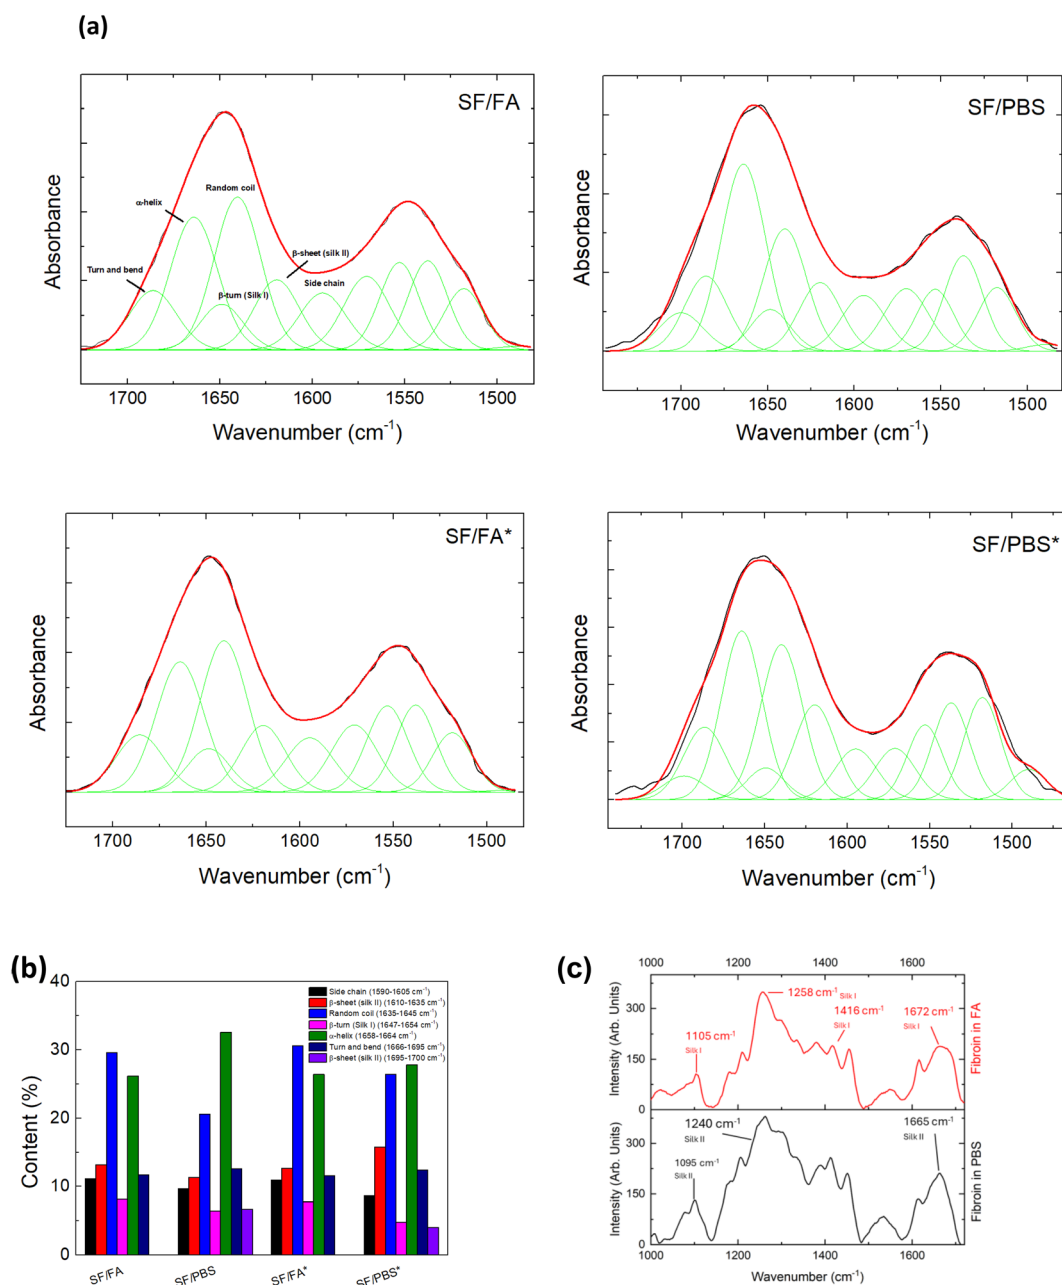 (a)
SF/FA
Absorbance
α-helix
Random coil
Turn and bend
β-turn (Silk I)
β-sheet (silk II)
Side chain
1700 1650 1600 1550 1500
Wavenumber (cm-1)
SF/PBS
Absorbance
1700 1650 1600 1550 1500
Wavenumber (cm-1)
SF/FA*
Absorbance
1700 1650 1600 1550 1500
Wavenumber (cm-1)
SF/PBS*
Absorbance
1700 1650 1600 1550 1500
Wavenumber (cm-1)
(b)
Content (%)
40
30
20
10
0
Side chain (1590-1605 cm-1)
β-sheet (silk II) (1610-1635 cm-1)
Random coil (1635-1645 cm-1)
β-turn (Silk I) (1647-1654 cm-1)
α-helix (1658-1664 cm-1)
Turn and bend (1666-1695 cm-1)
β-sheet (silk II) (1695-1700 cm-1)
SF/FA SF/PBS SF/FA* SF/PBS*
(c)
1000 1200 1400 1600
Intensity (Arb. Units)
300
150
0
1105 cm-1
Silk I
1258 cm-1 Silk I
1416 cm-1
Silk I
1672 cm-1
Silk I
Fibroin in FA
Intensity (Arb. Units)
300
150
0
1095 cm-1
Silk II
1240 cm-1
Silk II
1665 cm-1
Silk II
Fibroin in PBS
1000 1200 1400 1600
Wavenumber (cm-1)